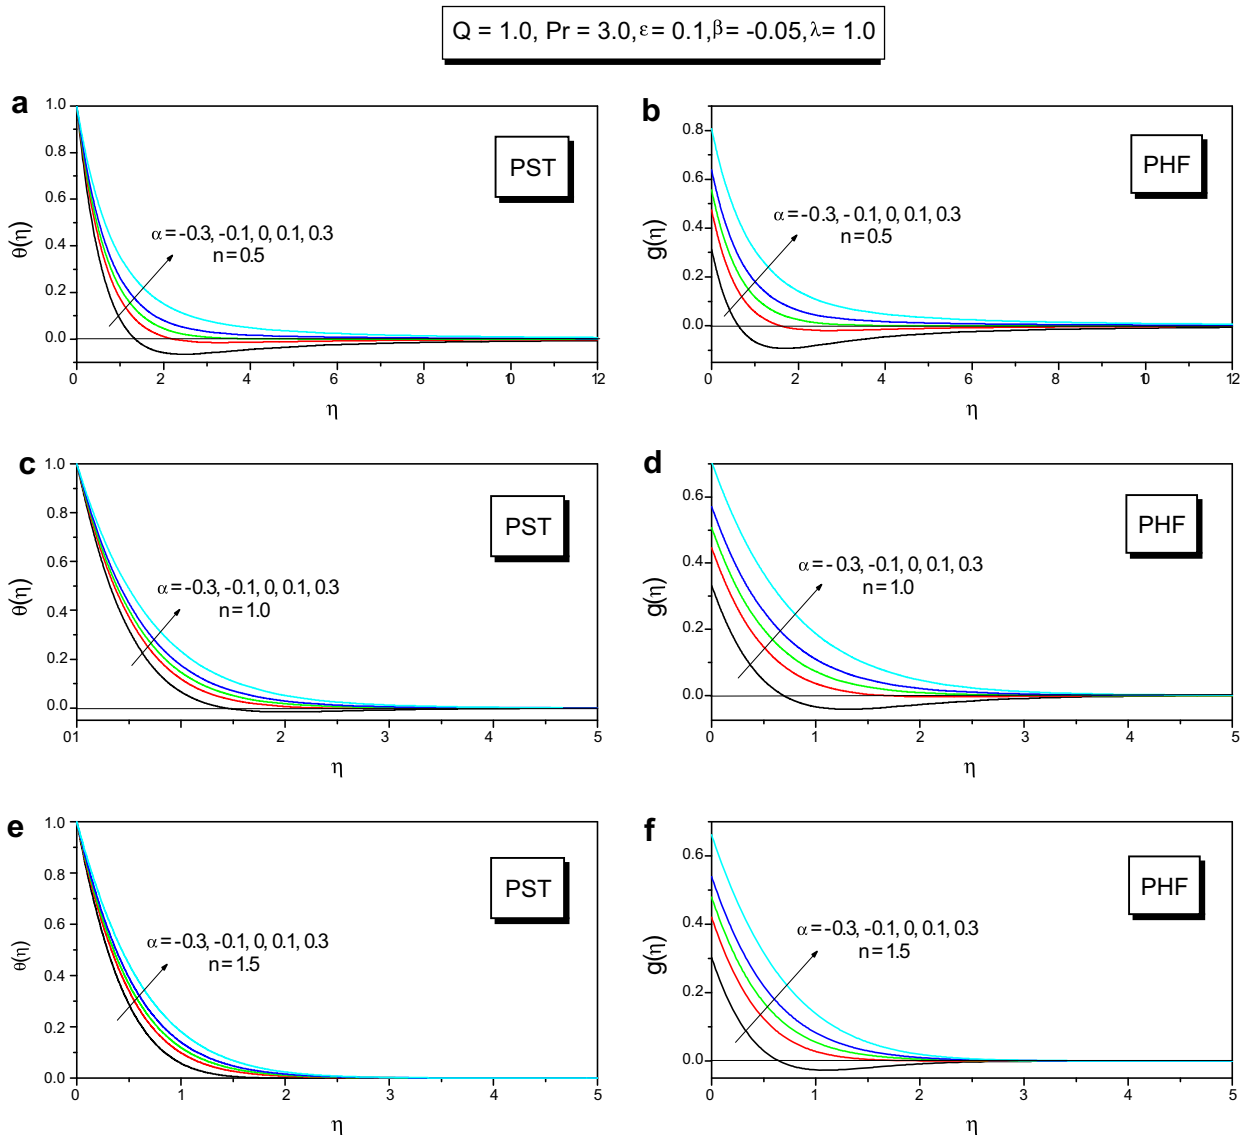 Q = 1.0, Pr = 3.0, ε= 0.1, β= -0.05, λ= 1.0
a
1.0
0.8
0.6
0.4
0.2
0.0
θ(η)
PST
α = -0.3, -0.1, 0, 0.1, 0.3
n = 0.5
0 2 4 6 8 10 12
η
b
0.8
0.6
0.4
0.2
0.0
g(η)
PHF
α = -0.3, - 0.1, 0, 0.1, 0.3
n = 0.5
0 2 4 6 8 10 12
η
c
1.0
0.8
0.6
0.4
0.2
0.0
θ(η)
PST
α = -0.3, -0.1, 0, 0.1, 0.3
n = 1.0
01 2 3 4 5
η
d
0.6
0.4
0.2
0.0
g(η)
PHF
α = - 0.3, -0.1, 0, 0.1, 0.3
n = 1.0
0 1 2 3 4 5
η
e
1.0
0.8
0.6
0.4
0.2
0.0
θ(η)
PST
α = -0.3, -0.1, 0, 0.1, 0.3
n = 1.5
0 1 2 3 4 5
η
f
0.6
0.4
0.2
0.0
g(η)
PHF
α = -0.3, -0.1, 0, 0.1, 0.3
n = 1.5
0 1 2 3 4 5
η